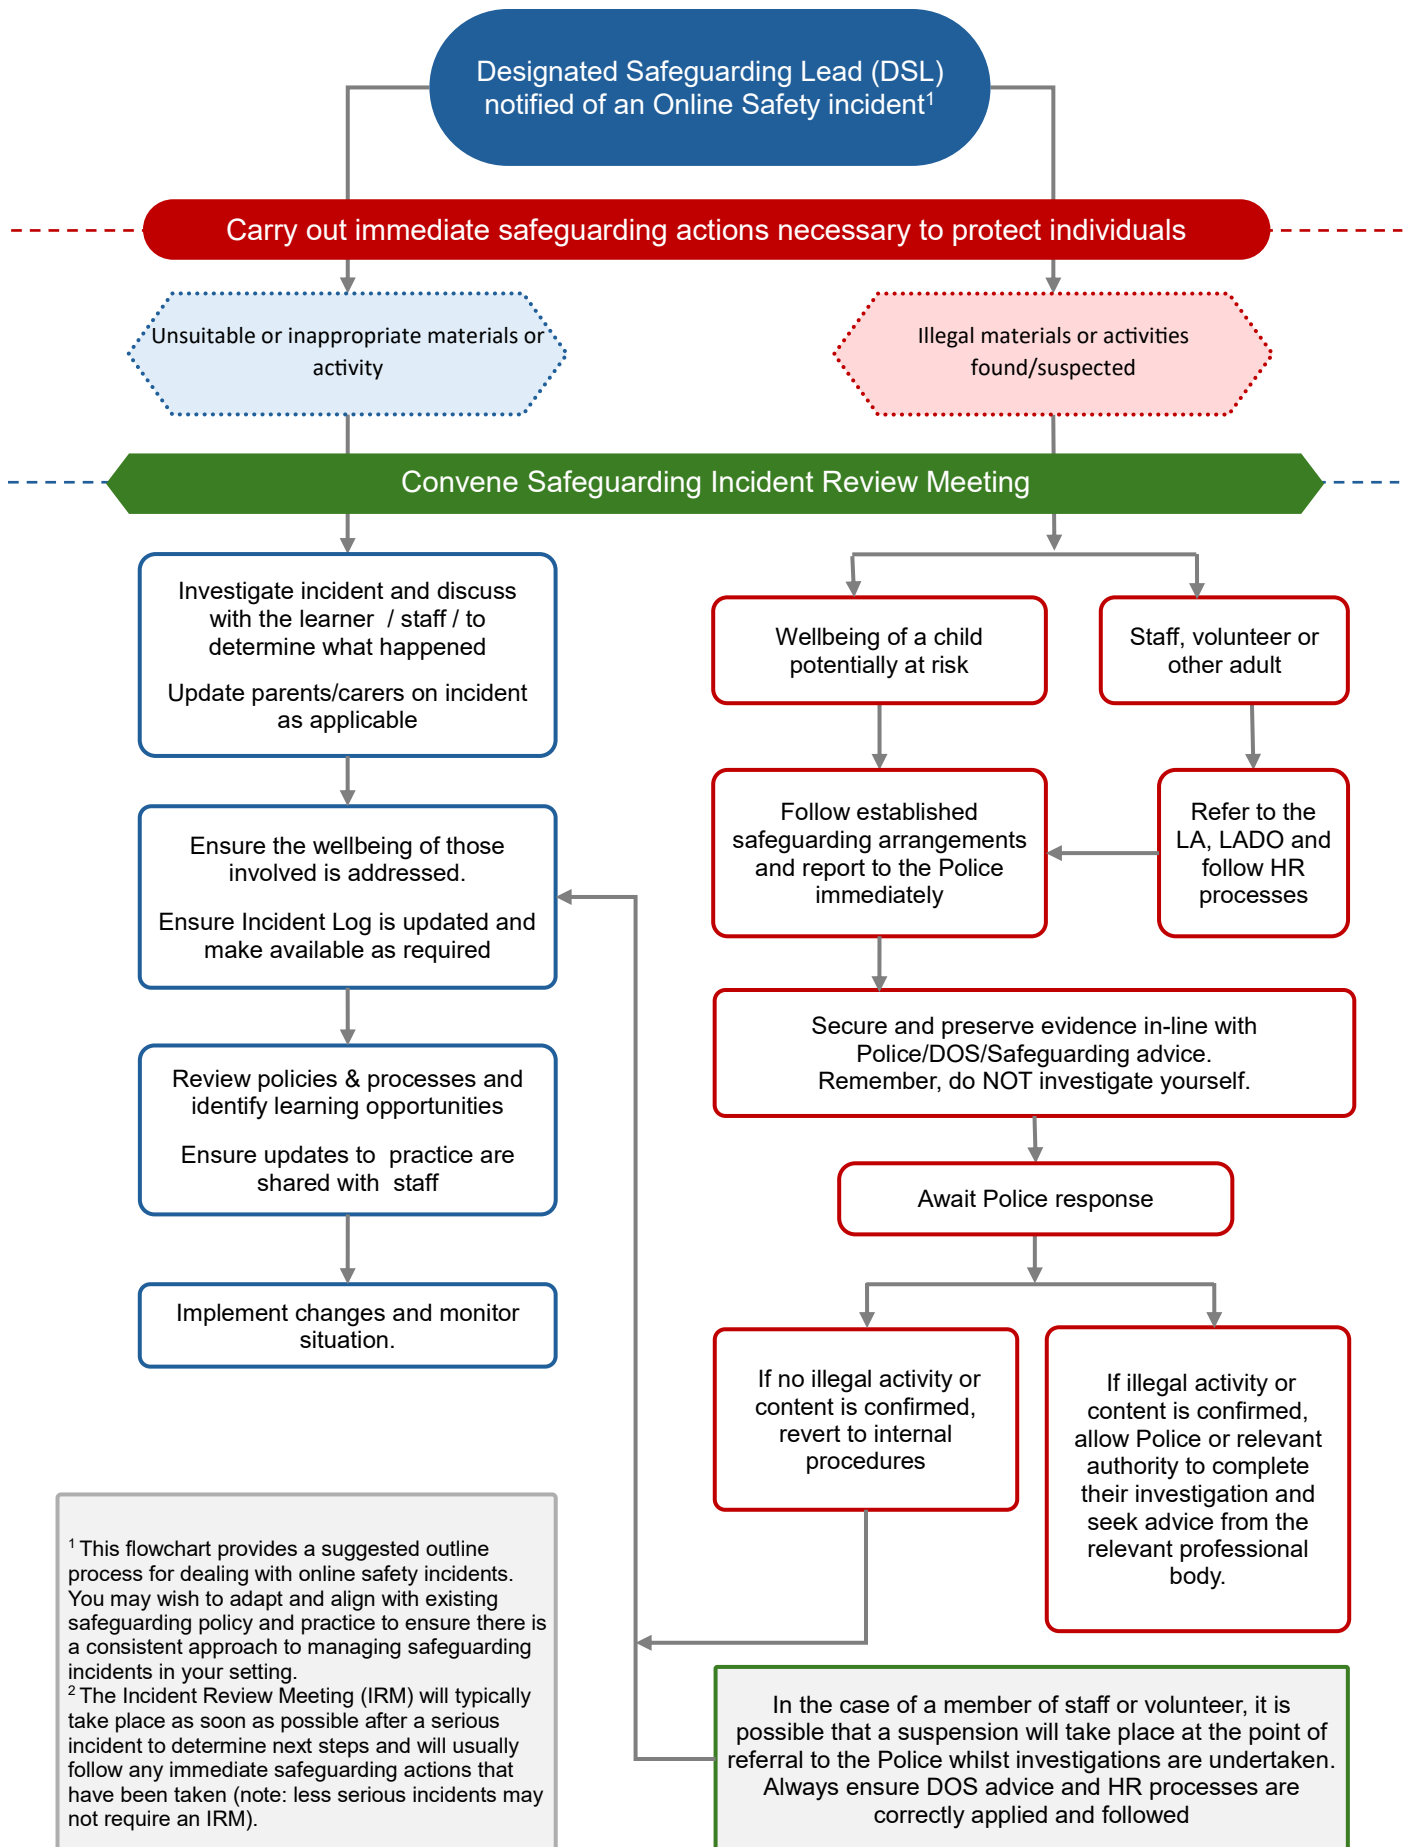 Designated Safeguarding Lead (DSL)
notified of an Online Safety incident¹
Carry out immediate safeguarding actions necessary to protect individuals
Unsuitable or inappropriate materials or
activity
Illegal materials or activities
found/suspected
Convene Safeguarding Incident Review Meeting
Investigate incident and discuss
with the learner / staff / to
determine what happened
Update parents/carers on incident
as applicable
Wellbeing of a child
potentially at risk
Staff, volunteer or
other adult
Ensure the wellbeing of those
involved is addressed.
Ensure Incident Log is updated and
make available as required
Follow established
safeguarding arrangements
and report to the Police
immediately
Refer to the
LA, LADO and
follow HR
processes
Secure and preserve evidence in-line with
Police/DOS/Safeguarding advice.
Remember, do NOT investigate yourself.
Review policies & processes and
identify learning opportunities
Ensure updates to practice are
shared with staff
Await Police response
Implement changes and monitor
situation.
If no illegal activity or
content is confirmed,
revert to internal
procedures
If illegal activity or
content is confirmed,
allow Police or relevant
authority to complete
their investigation and
seek advice from the
relevant professional
body.
¹ This flowchart provides a suggested outline
process for dealing with online safety incidents.
You may wish to adapt and align with existing
safeguarding policy and practice to ensure there is
a consistent approach to managing safeguarding
incidents in your setting.
² The Incident Review Meeting (IRM) will typically
take place as soon as possible after a serious
incident to determine next steps and will usually
follow any immediate safeguarding actions that
have been taken (note: less serious incidents may
not require an IRM).
In the case of a member of staff or volunteer, it is
possible that a suspension will take place at the point of
referral to the Police whilst investigations are undertaken.
Always ensure DOS advice and HR processes are
correctly applied and followed